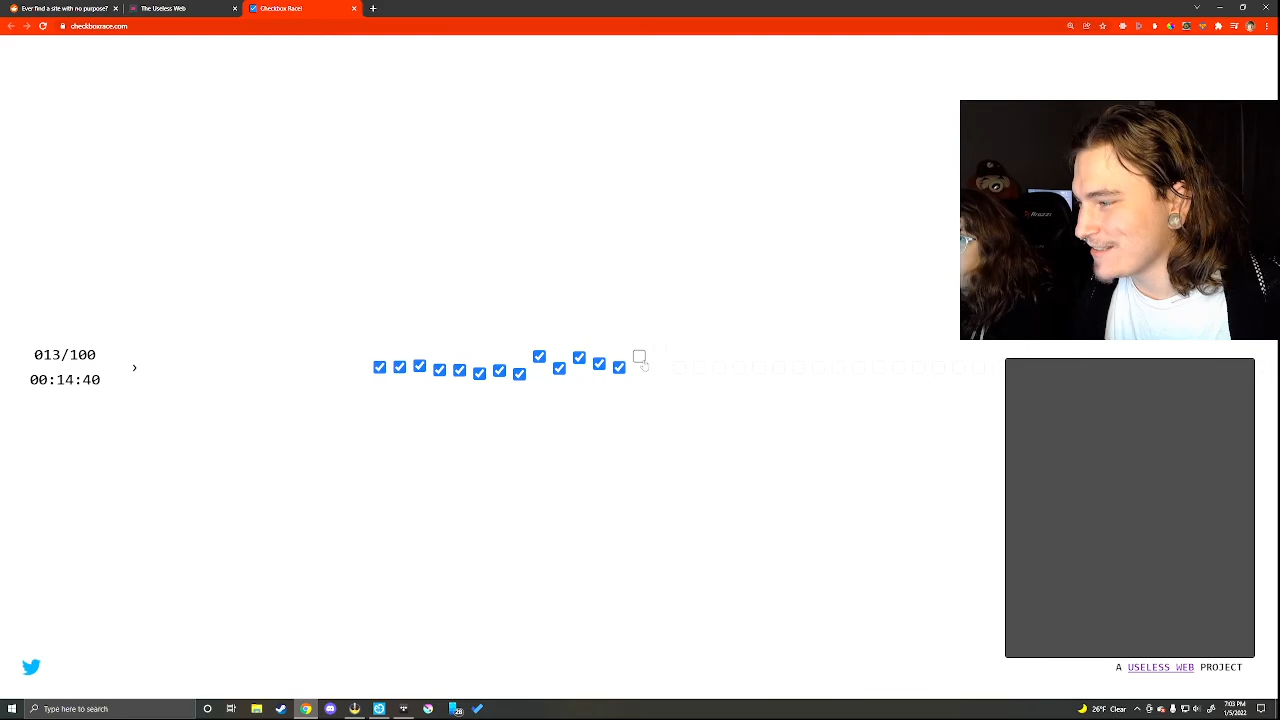 Ever find a site with no purpose?
The Useless Web
Checkbox Race!
checkboxrace.com
013/100
00:14:40
›
A USELESS WEB PROJECT
Type here to search
28
26°F Clear
7:03 PM
1/5/2022